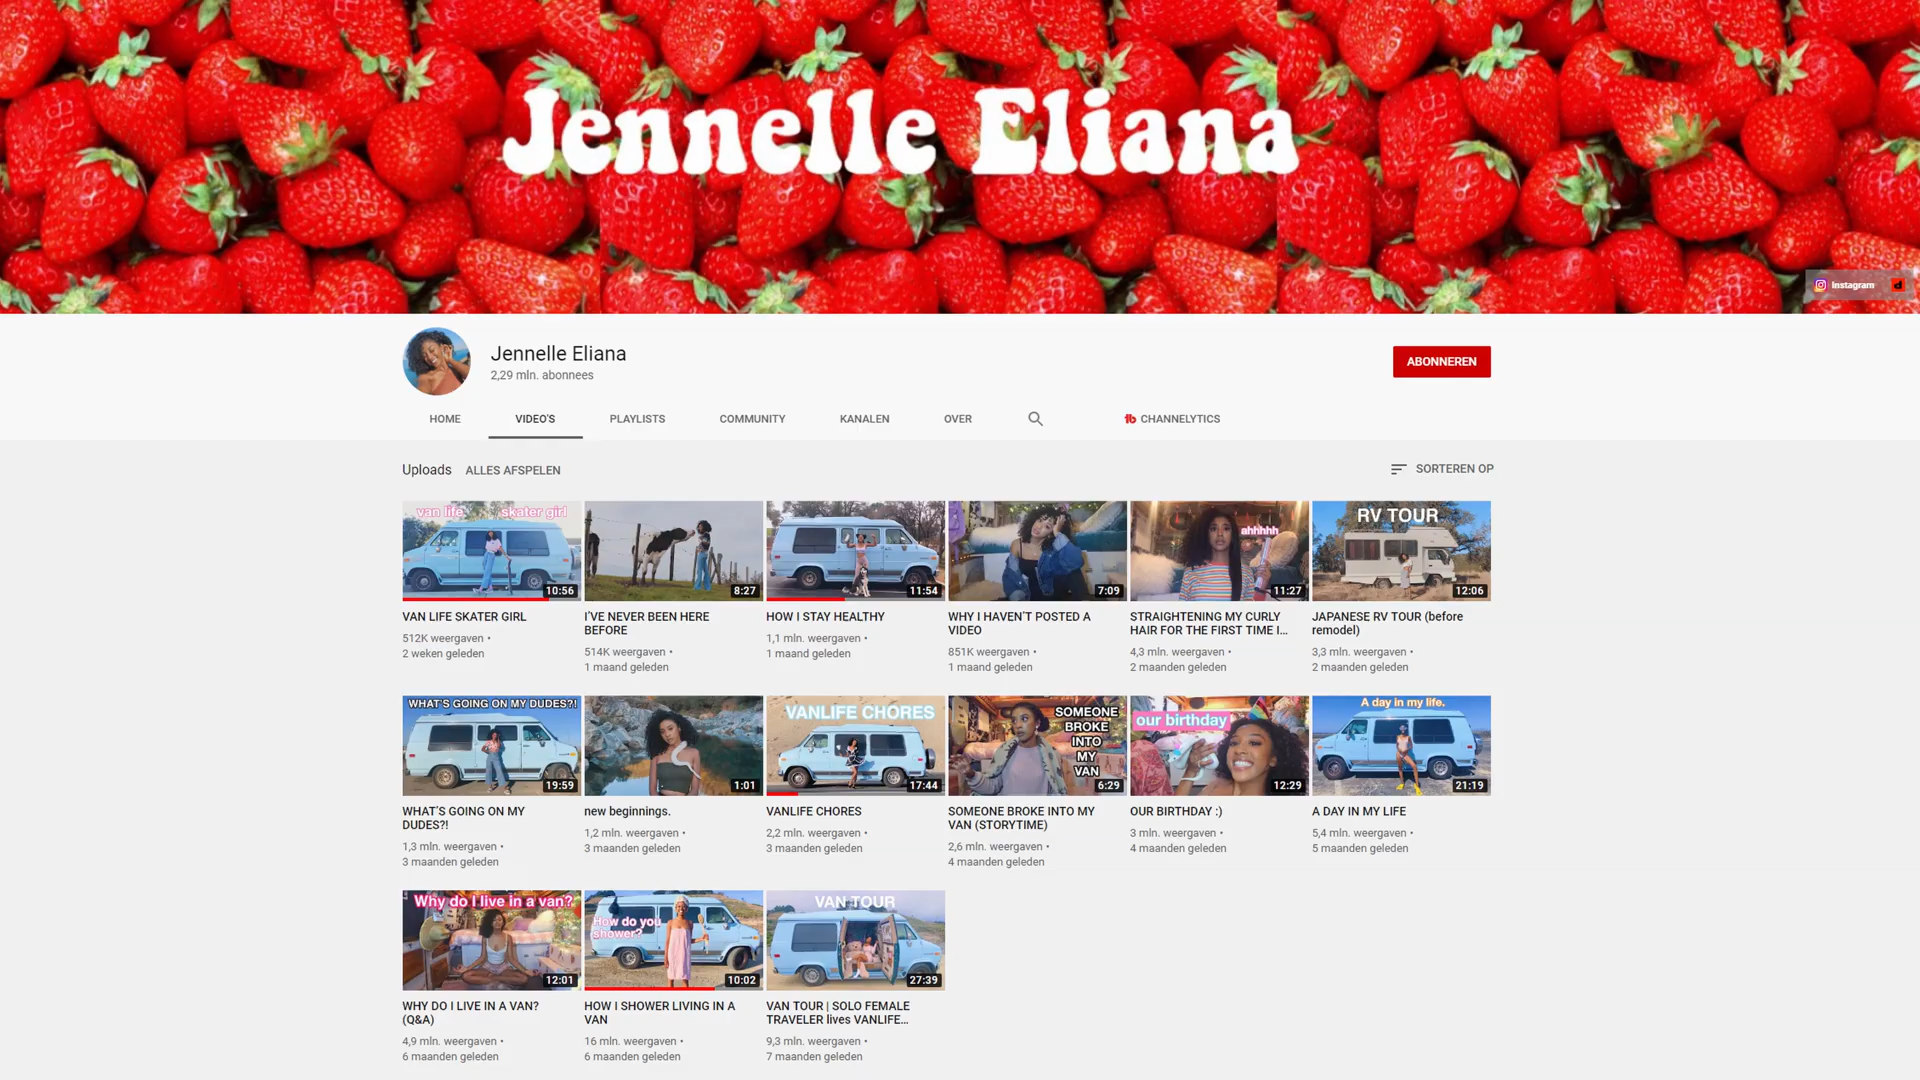 Jennelle Eliana
Instagram
Jennelle Eliana
2,29 mln. abonnees
ABONNEREN
HOME
VIDEO'S
PLAYLISTS
COMMUNITY
KANALEN
OVER
CHANNELYTICS
Uploads
ALLES AFSPELEN
SORTEREN OP
van life skater girl
10:56
8:27
11:54
7:09
ahhhhh
11:27
RV TOUR
12:06
VAN LIFE SKATER GIRL
512K weergaven •
2 weken geleden
I'VE NEVER BEEN HERE
BEFORE
514K weergaven •
1 maand geleden
HOW I STAY HEALTHY
1,1 mln. weergaven •
1 maand geleden
WHY I HAVEN'T POSTED A
VIDEO
851K weergaven •
1 maand geleden
STRAIGHTENING MY CURLY
HAIR FOR THE FIRST TIME I...
4,3 mln. weergaven •
2 maanden geleden
JAPANESE RV TOUR (before
remodel)
3,3 mln. weergaven •
2 maanden geleden
WHAT'S GOING ON MY DUDES?!
19:59
1:01
VANLIFE CHORES
17:44
SOMEONE
BROKE
INTO
MY
VAN
6:29
our birthday
12:29
A day in my life.
21:19
WHAT'S GOING ON MY
DUDES?!
1,3 mln. weergaven •
3 maanden geleden
new beginnings.
1,2 mln. weergaven •
3 maanden geleden
VANLIFE CHORES
2,2 mln. weergaven •
3 maanden geleden
SOMEONE BROKE INTO MY
VAN (STORYTIME)
2,6 mln. weergaven •
4 maanden geleden
OUR BIRTHDAY :)
3 mln. weergaven •
4 maanden geleden
A DAY IN MY LIFE
5,4 mln. weergaven •
5 maanden geleden
Why do I live in a van?
12:01
How do you
shower?
10:02
VAN TOUR
27:39
WHY DO I LIVE IN A VAN?
(Q&A)
4,9 mln. weergaven •
6 maanden geleden
HOW I SHOWER LIVING IN A
VAN
16 mln. weergaven •
6 maanden geleden
VAN TOUR | SOLO FEMALE
TRAVELER lives VANLIFE...
9,3 mln. weergaven •
7 maanden geleden